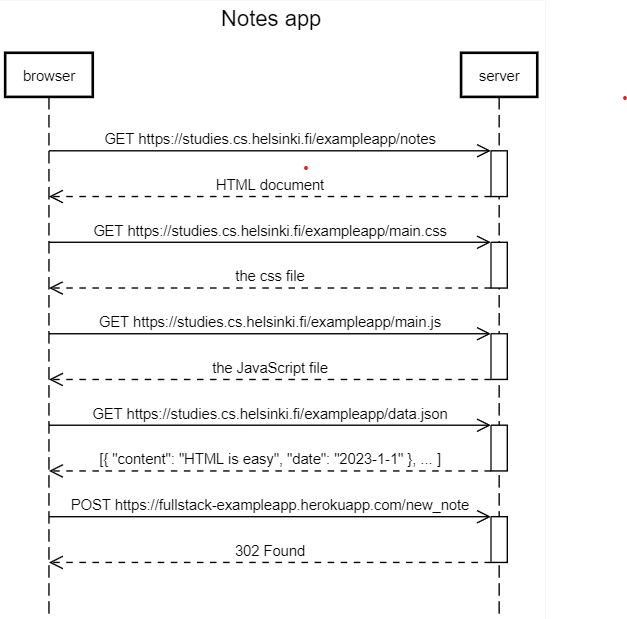 Notes app
browser
server
GET https://studies.cs.helsinki.fi/exampleapp/notes
HTML document
GET https://studies.cs.helsinki.fi/exampleapp/main.css
the css file
GET https://studies.cs.helsinki.fi/exampleapp/main.js
the JavaScript file
GET https://studies.cs.helsinki.fi/exampleapp/data.json
[{ "content": "HTML is easy", "date": "2023-1-1" }, ... ]
POST https://fullstack-exampleapp.herokuapp.com/new_note
302 Found